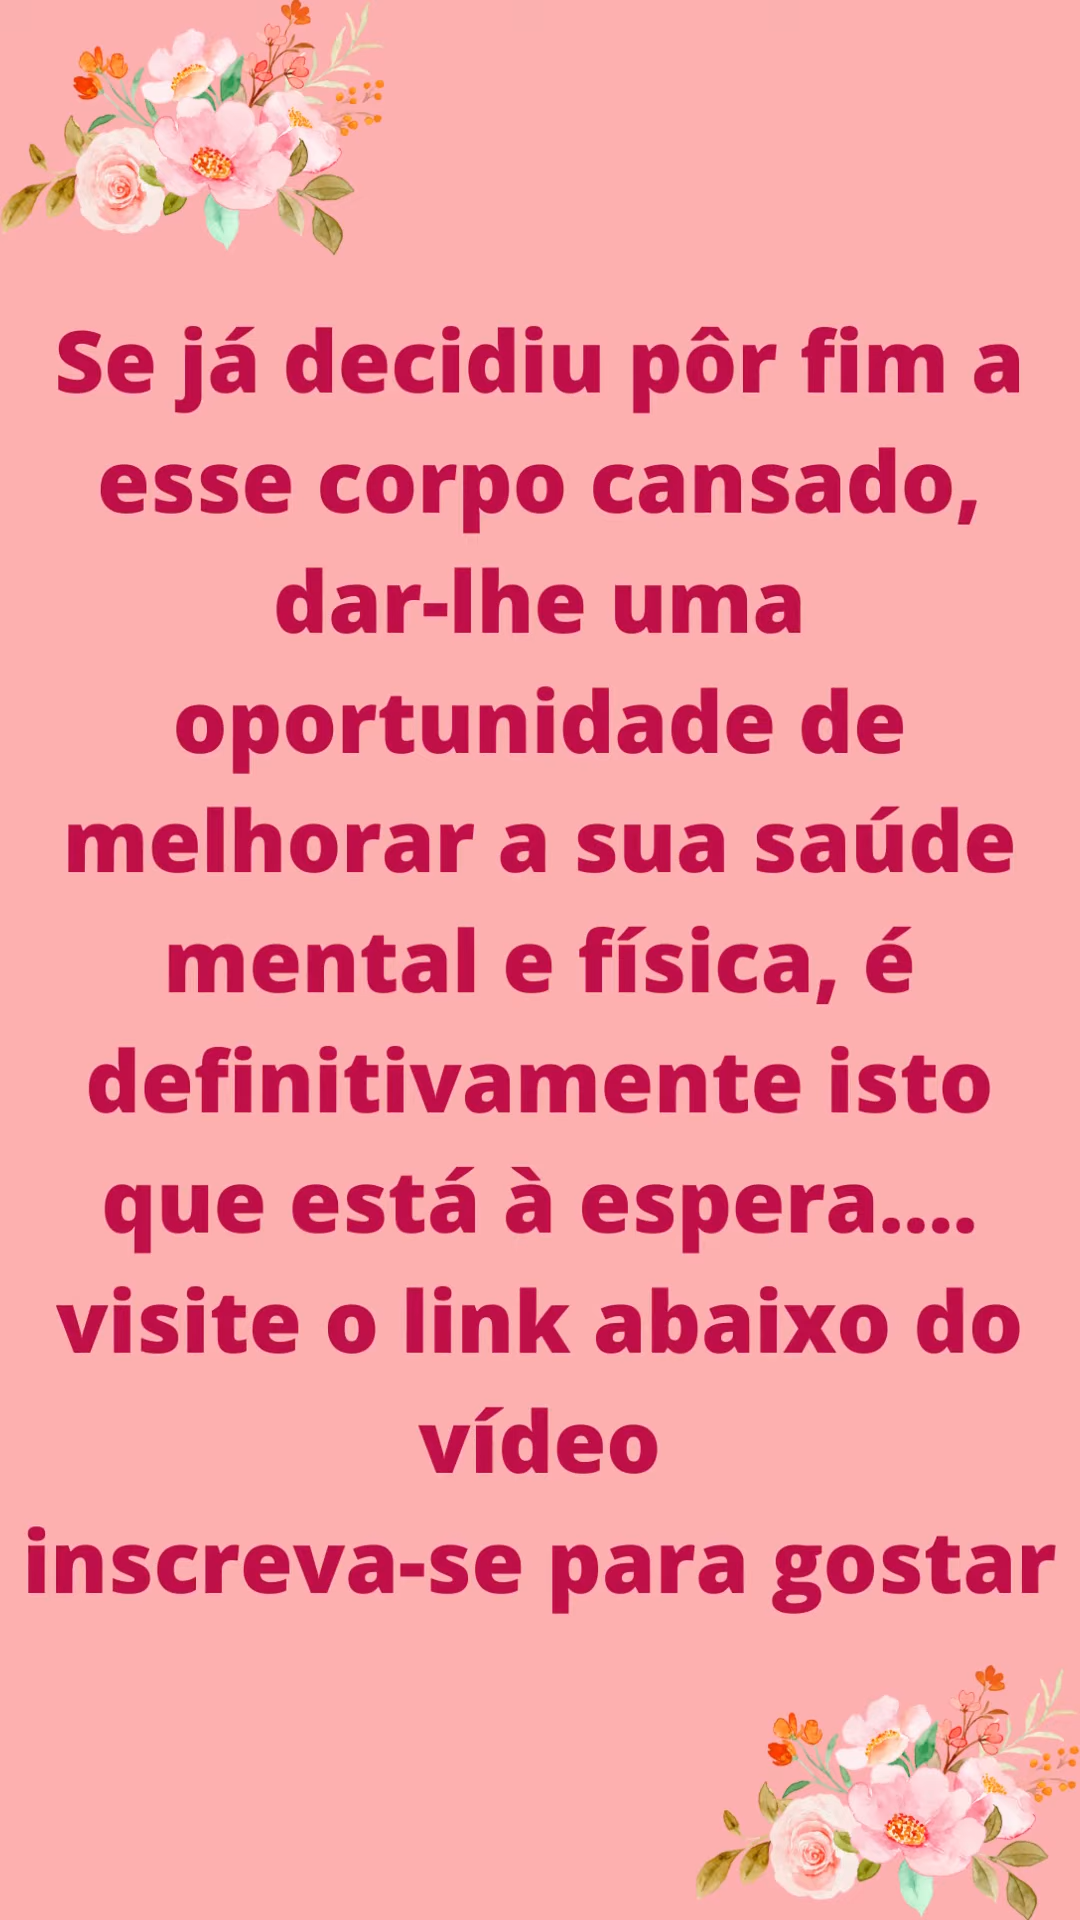 Se já decidiu pôr fim a
esse corpo cansado,
dar-lhe uma
oportunidade de
melhorar a sua saúde
mental e física, é
definitivamente isto
que está à espera....
visite o link abaixo do
vídeo
inscreva-se para gostar